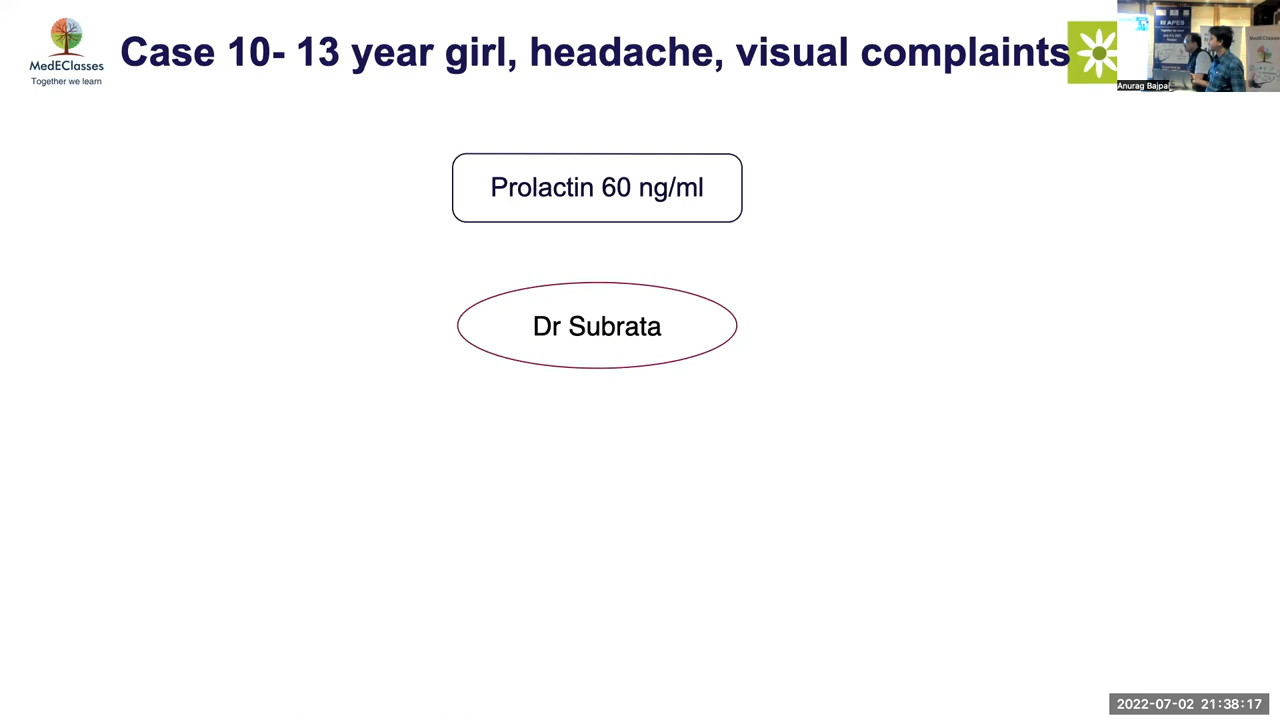 MedEClasses
Together we learn
Case 10- 13 year girl, headache, visual complaints
APES
Anurag Bajpai
Prolactin 60 ng/ml
Dr Subrata
2022-07-02 21:38:17